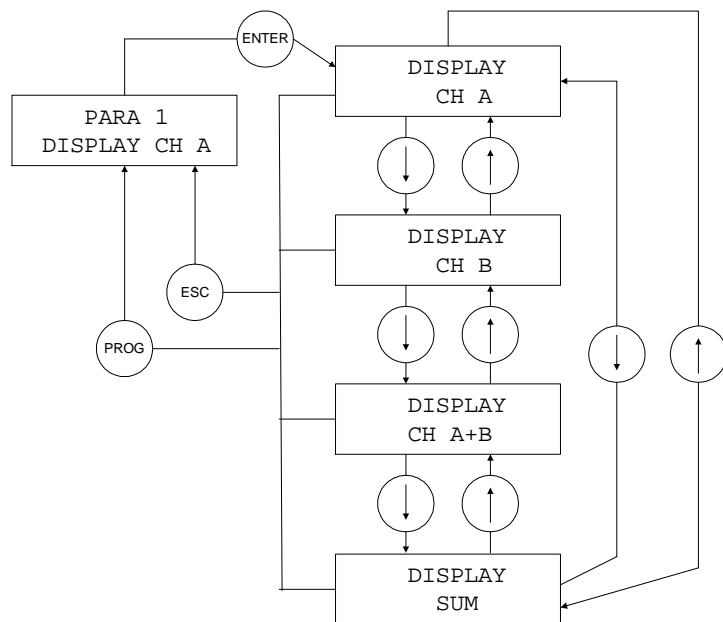 ENTER
DISPLAY
CH A
PARA 1
DISPLAY CH A
DISPLAY
CH B
ESC
PROG
DISPLAY
CH A+B
DISPLAY
SUM